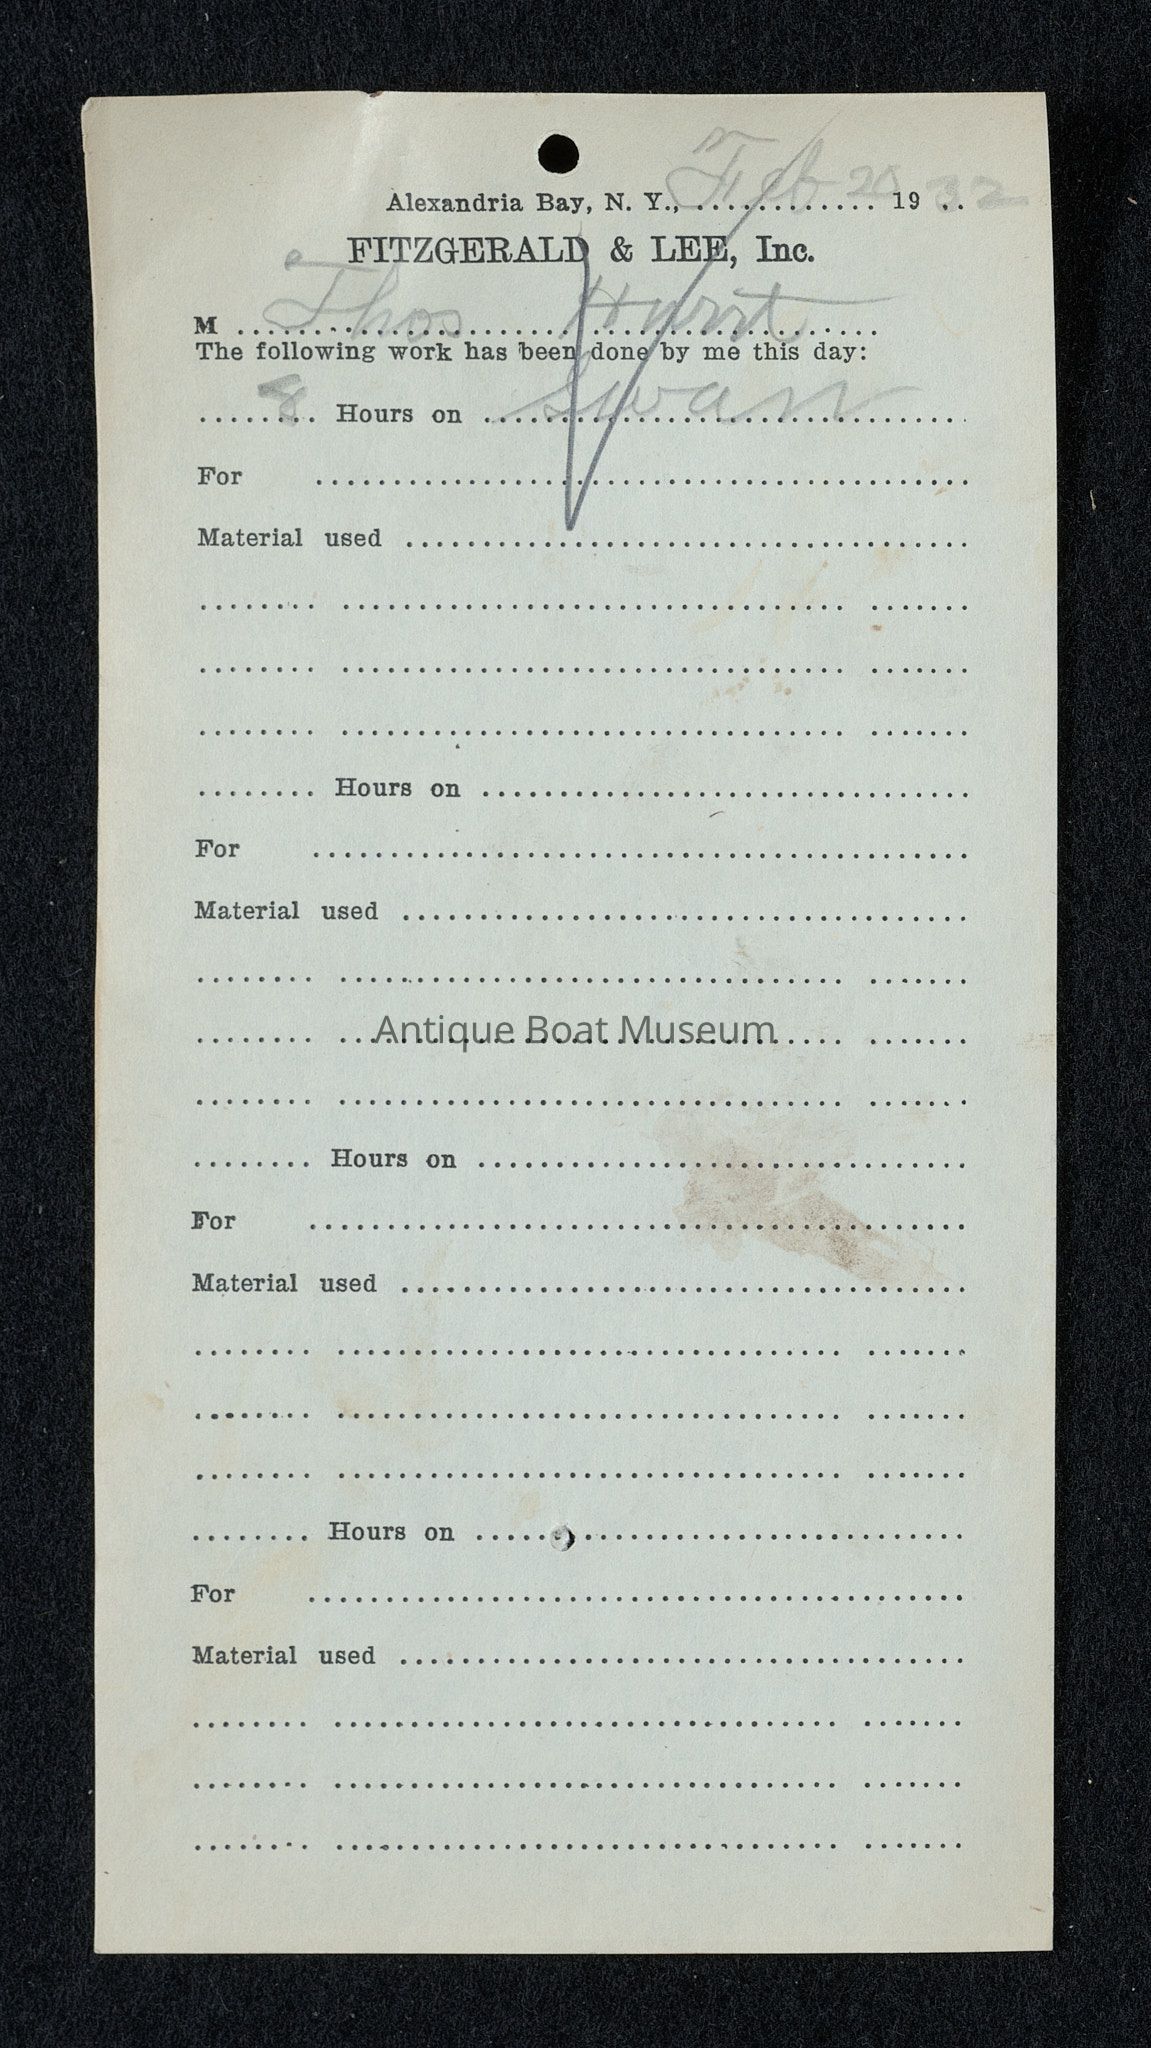 Alexandria Bay, N. Y., Feb 20 1932
FITZGERALD & LEE, Inc.
M Thos Hurst
The following work has been done by me this day:
8 Hours on Swan
For
Material used
Hours on
For
Material used
Antique Boat Museum
Hours on
For
Material used
Hours on
For
Material used